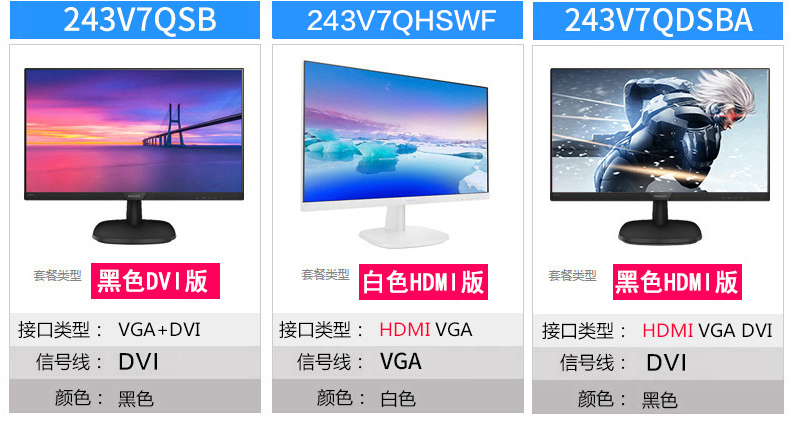 243V7QSB
243V7QHSWF
243V7QDSBA
套餐类型 黑色DVI版
套餐类型 白色HDMI版
套餐类型 黑色HDMI版
接口类型： VGA+DVI
信号线： DVI
颜色： 黑色
接口类型： HDMI VGA
信号线： VGA
颜色： 白色
接口类型： HDMI VGA DVI
信号线： DVI
颜色： 黑色